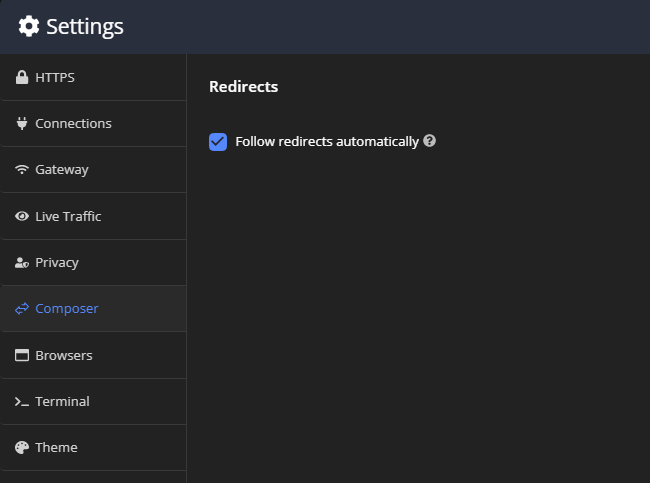 Settings
HTTPS
Connections
Gateway
Live Traffic
Privacy
Composer
Browsers
Terminal
Theme
Redirects
Follow redirects automatically